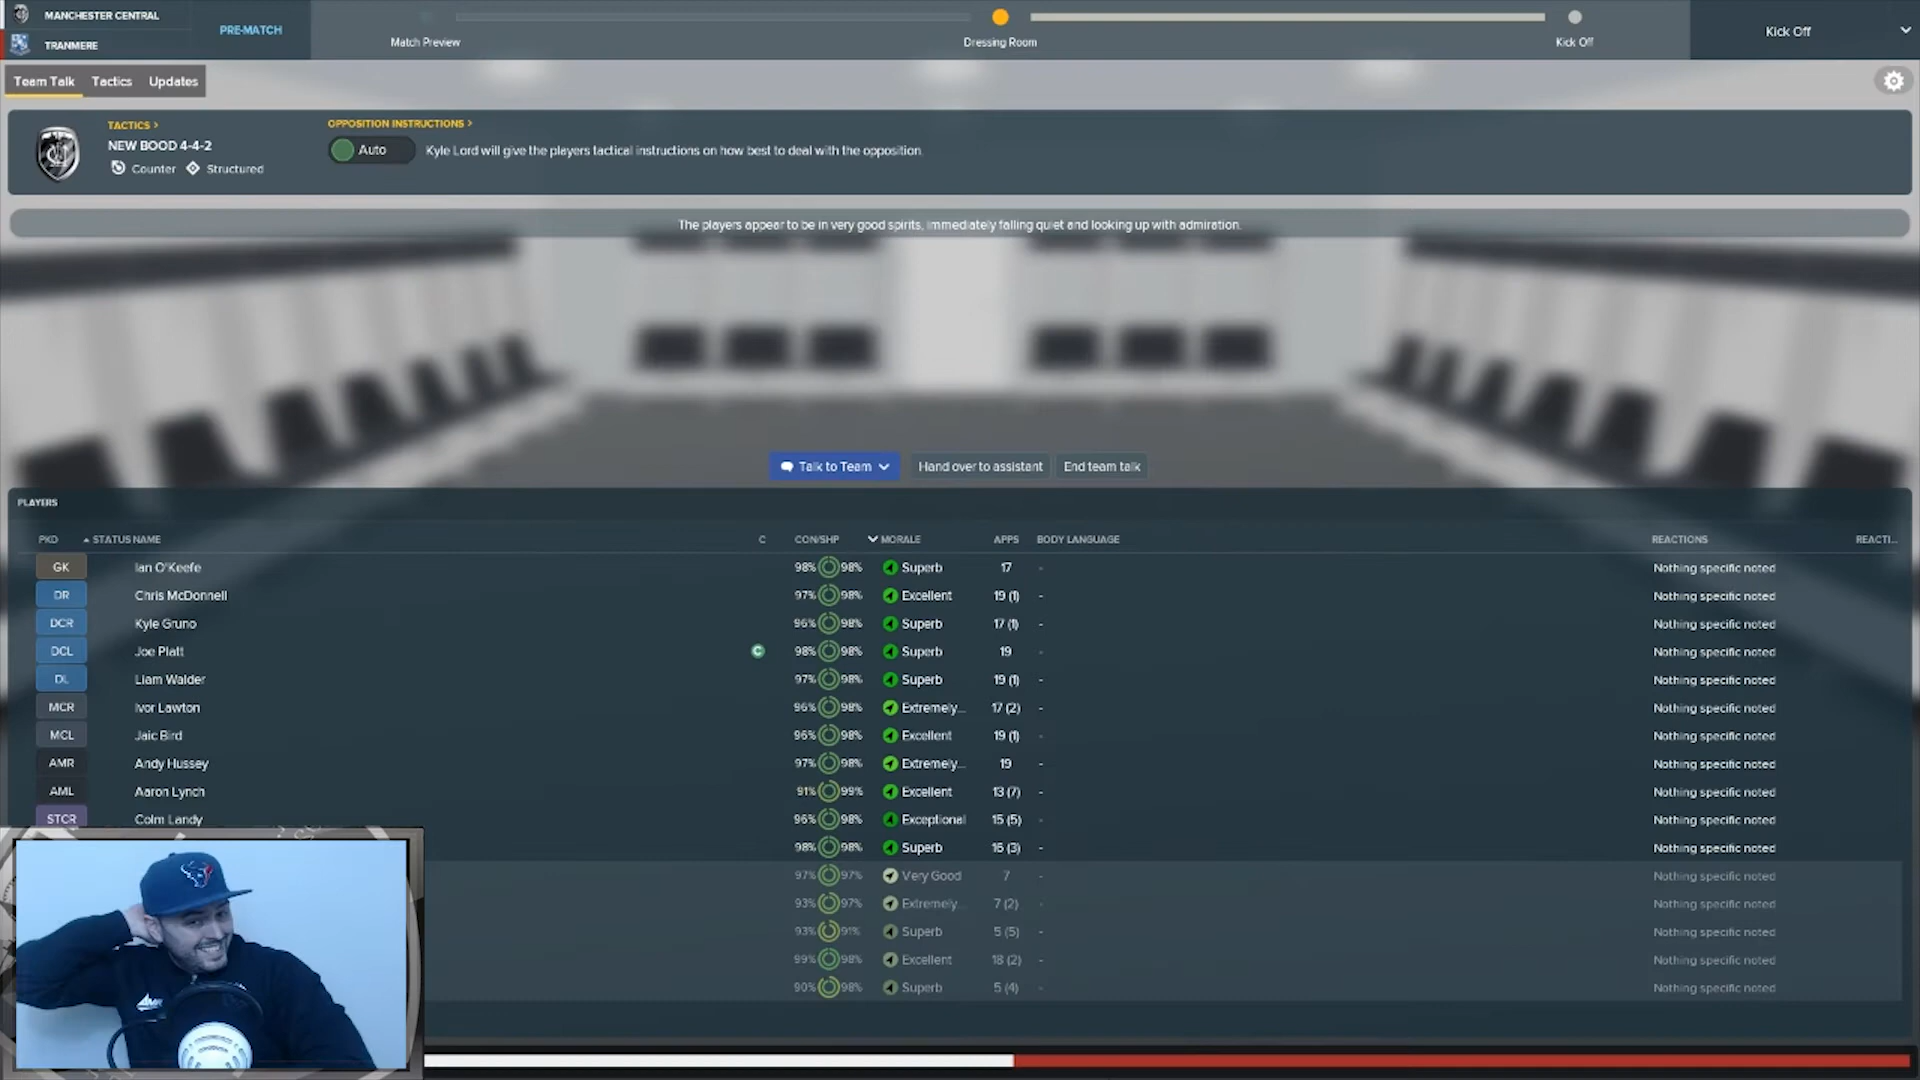 MANCHESTER CENTRAL
TRANMERE
PRE-MATCH
Match Preview
Dressing Room
Kick Off
Kick Off
Team Talk Tactics Updates
TACTICS >
NEW BOOD 4-4-2
Counter Structured
OPPOSITION INSTRUCTIONS >
Auto Kyle Lord will give the players tactical instructions on how best to deal with the opposition.
The players appear to be in very good spirits, immediately falling quiet and looking up with admiration.
Talk to Team Hand over to assistant End team talk
PLAYERS
PKD STATUS NAME C CON/SHP MORALE APPS BODY LANGUAGE REACTIONS REACTI...
GK Ian O'Keefe 98% 98% Superb 17 - Nothing specific noted
DR Chris McDonnell 97% 98% Excellent 19 (1) - Nothing specific noted
DCR Kyle Gruno 96% 98% Superb 17 (1) - Nothing specific noted
DCL Joe Platt C 98% 98% Superb 19 - Nothing specific noted
DL Liam Walder 97% 98% Superb 19 (1) - Nothing specific noted
MCR Ivor Lawton 96% 98% Extremely... 17 (2) - Nothing specific noted
MCL Jaic Bird 96% 98% Excellent 19 (1) - Nothing specific noted
AMR Andy Hussey 97% 98% Extremely... 19 - Nothing specific noted
AML Aaron Lynch 91% 99% Excellent 13 (7) - Nothing specific noted
STCR Colm Landy 96% 98% Exceptional 15 (5) - Nothing specific noted
98% 98% Superb 16 (3) - Nothing specific noted
97% 97% Very Good 7 - Nothing specific noted
93% 97% Extremely... 7 (2) - Nothing specific noted
93% 91% Superb 5 (5) - Nothing specific noted
99% 98% Excellent 18 (2) - Nothing specific noted
90% 98% Superb 5 (4) - Nothing specific noted